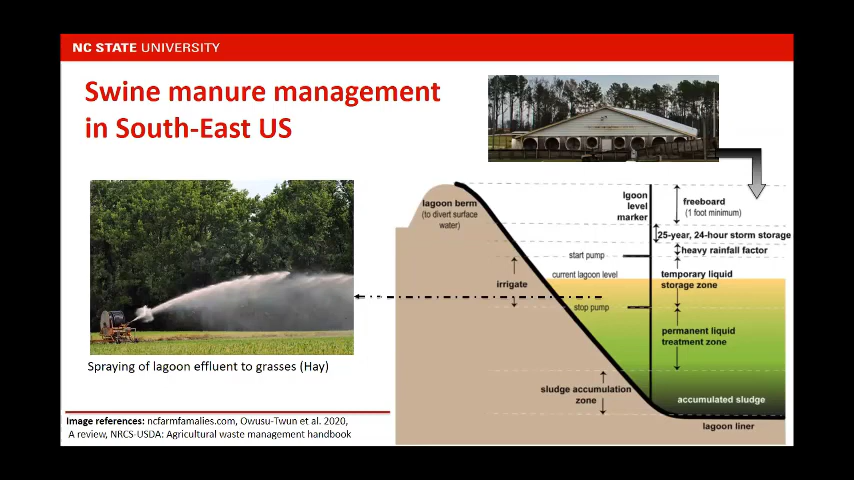 NC STATE UNIVERSITY
Swine manure management
in South-East US
lagoon berm
(to divert surface
water)
lgoon
level
marker
freeboard
(1 foot minimum)
25-year, 24-hour storm storage
heavy rainfall factor
start pump
current lagoon level
temporary liquid
storage zone
irrigate
stop pump
permanent liquid
treatment zone
sludge accumulation
zone
accumulated sludge
lagoon liner
Spraying of lagoon effluent to grasses (Hay)
Image references: ncfarmfamalies.com, Owusu-Twun et al. 2020,
A review, NRCS-USDA: Agricultural waste management handbook